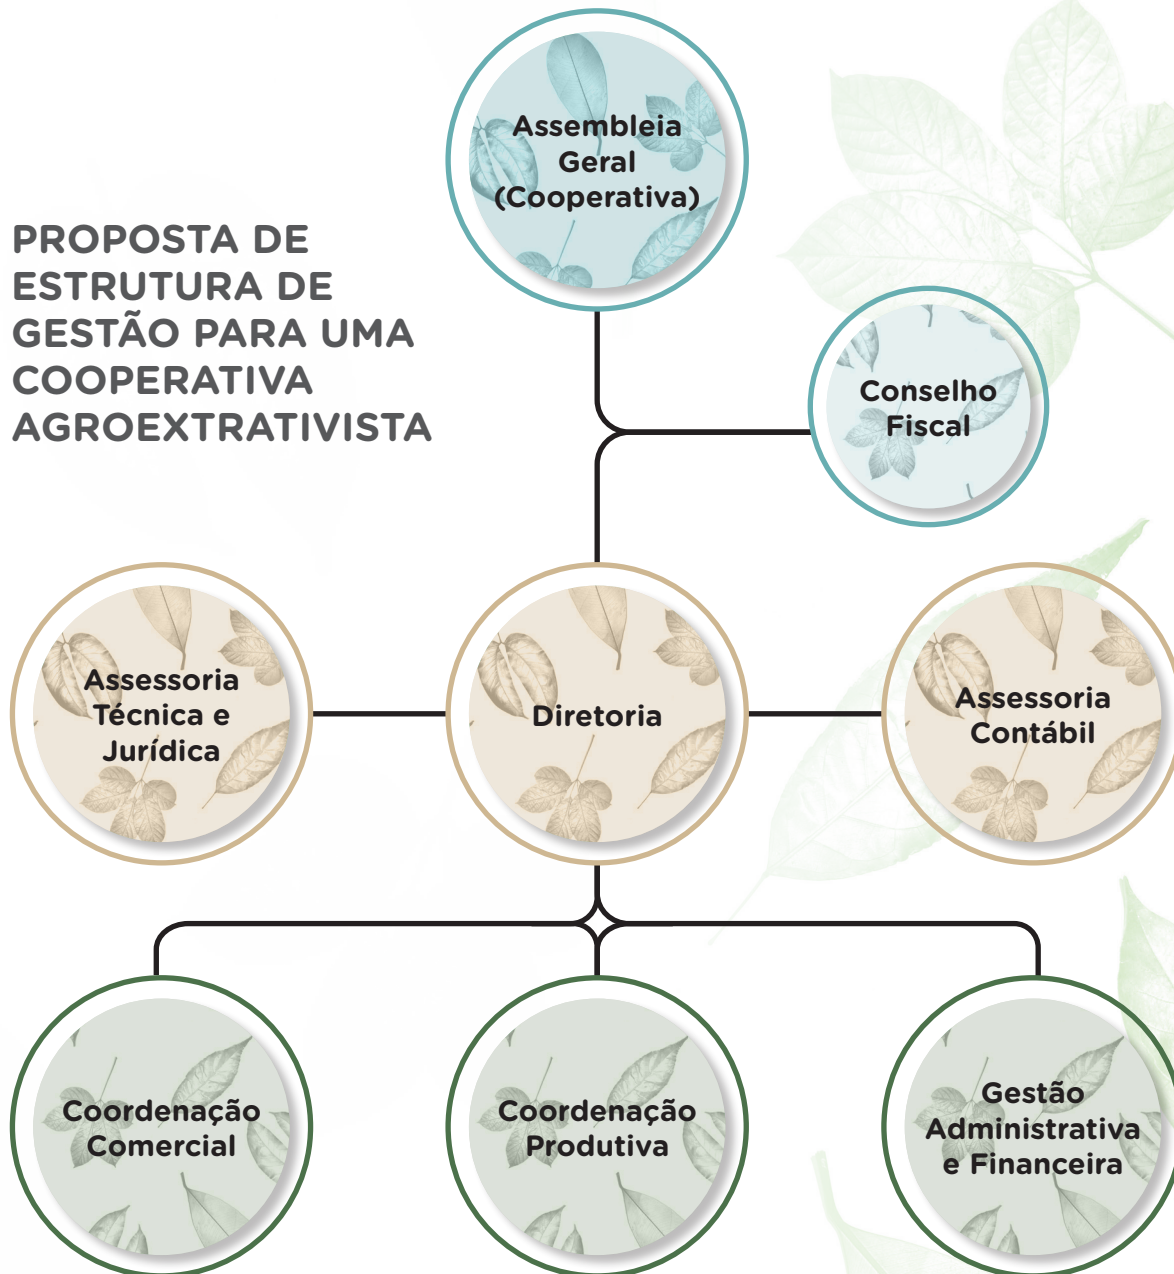 Assembleia
Geral
(Cooperativa)
PROPOSTA DE
ESTRUTURA DE
GESTÃO PARA UMA
COOPERATIVA
AGROEXTRATIVISTA
Conselho
Fiscal
Assessoria
Técnica e
Jurídica
Diretoria
Assessoria
Contábil
Coordenação
Comercial
Coordenação
Produtiva
Gestão
Administrativa
e Financeira